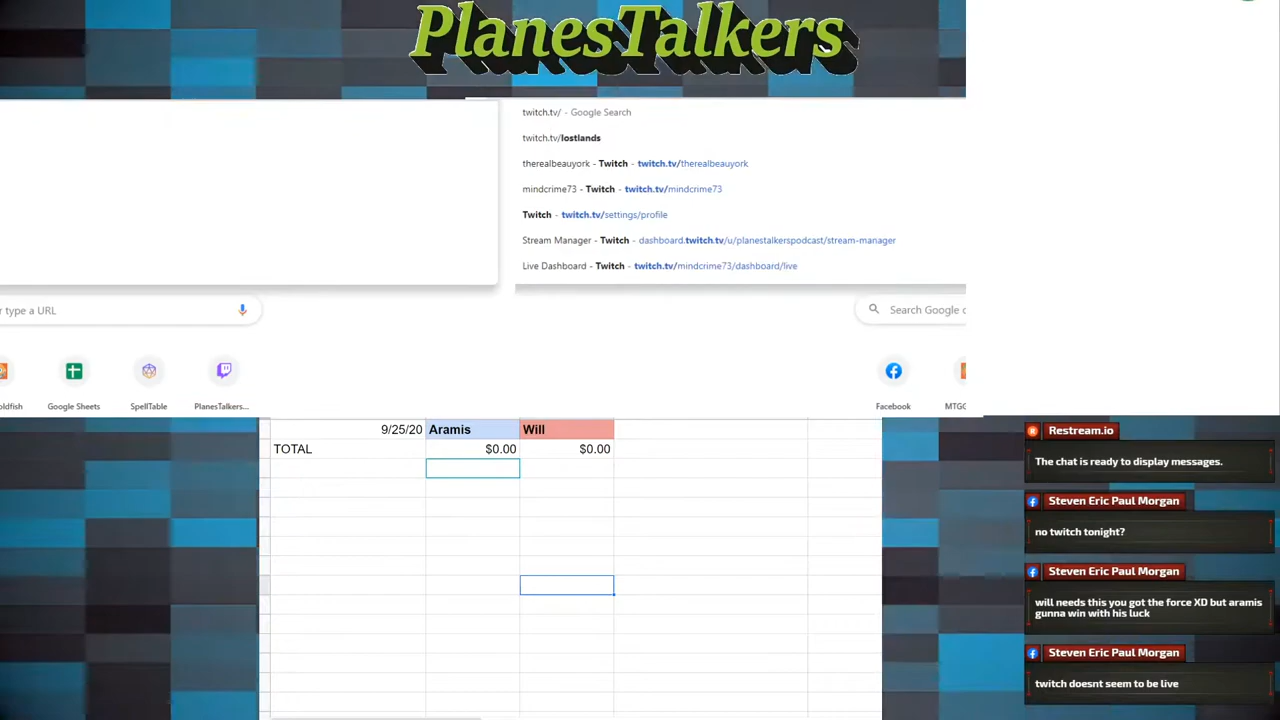 PlanesTalkers
twitch.tv/ - Google Search
twitch.tv/lostlands
therealbeauyork - Twitch - twitch.tv/therealbeauyork
mindcrime73 - Twitch - twitch.tv/mindcrime73
Twitch - twitch.tv/settings/profile
Stream Manager - Twitch - dashboard.twitch.tv/u/planestalkerspodcast/stream-manager
Live Dashboard - Twitch - twitch.tv/mindcrime73/dashboard/live
type a URL
Search Google
Google Sheets
SpellTable
PlanesTalkers...
Facebook
9/25/20 Aramis Will
TOTAL $0.00 $0.00
Restream.io
The chat is ready to display messages.
Steven Eric Paul Morgan
no twitch tonight?
Steven Eric Paul Morgan
will needs this you got the force XD but aramis
gunna win with his luck
Steven Eric Paul Morgan
twitch doesnt seem to be live